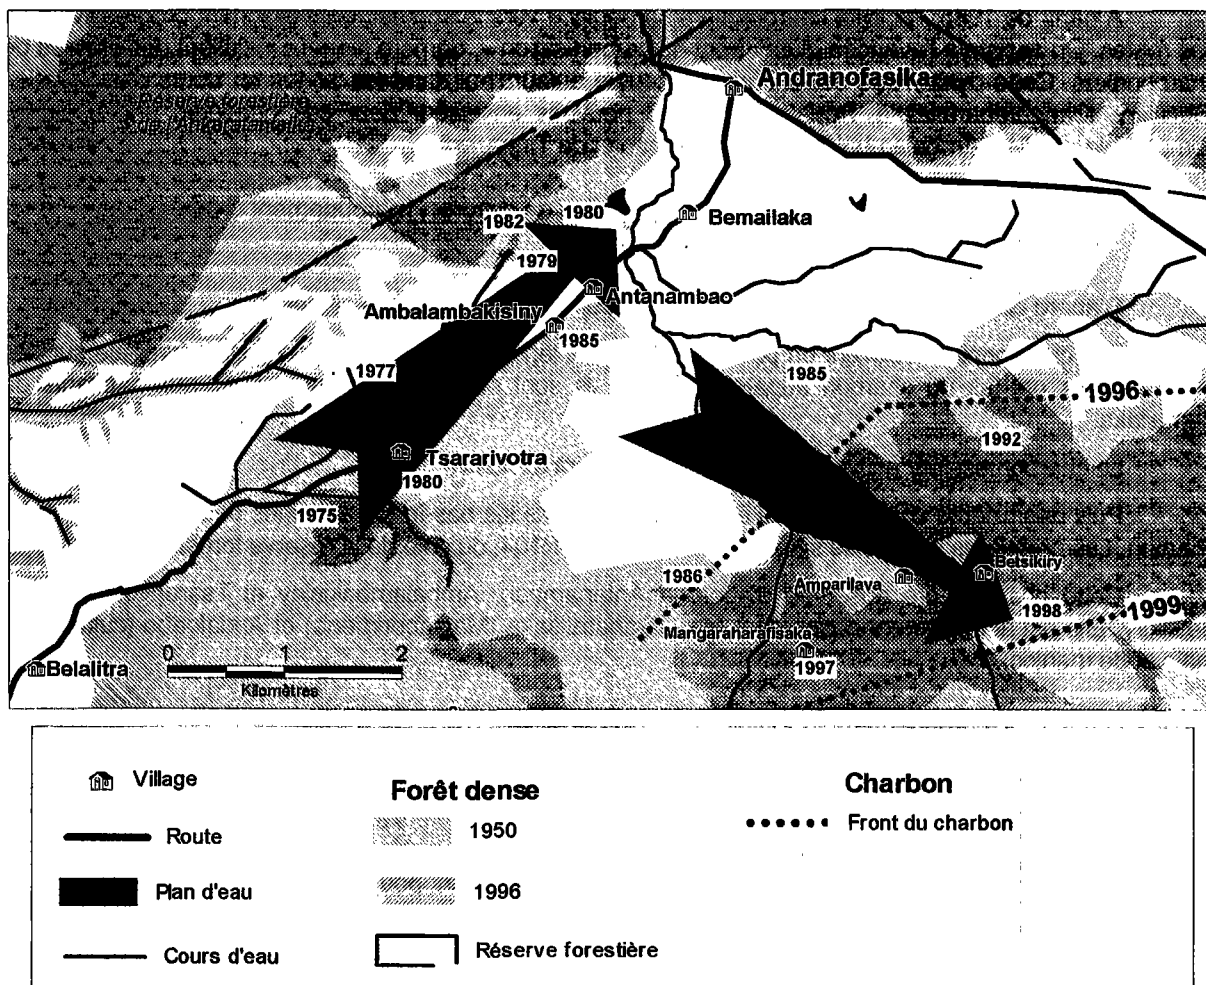 Andranofasika
Réserve forestière
1982
1980
Bemailaka
1979
Antanambao
Ambalambakisiny
1985
1977
1985
1996
1992
Tsararivotra
1980
1975
1986
Amparilava
Betsikiry
1998
1999
Mangaraharafisaka
1997
Belalitra
0 1 2
Kilomètres
Village
Route
Plan d'eau
Cours d'eau
Forêt dense
1950
1996
Réserve forestière
Charbon
Front du charbon